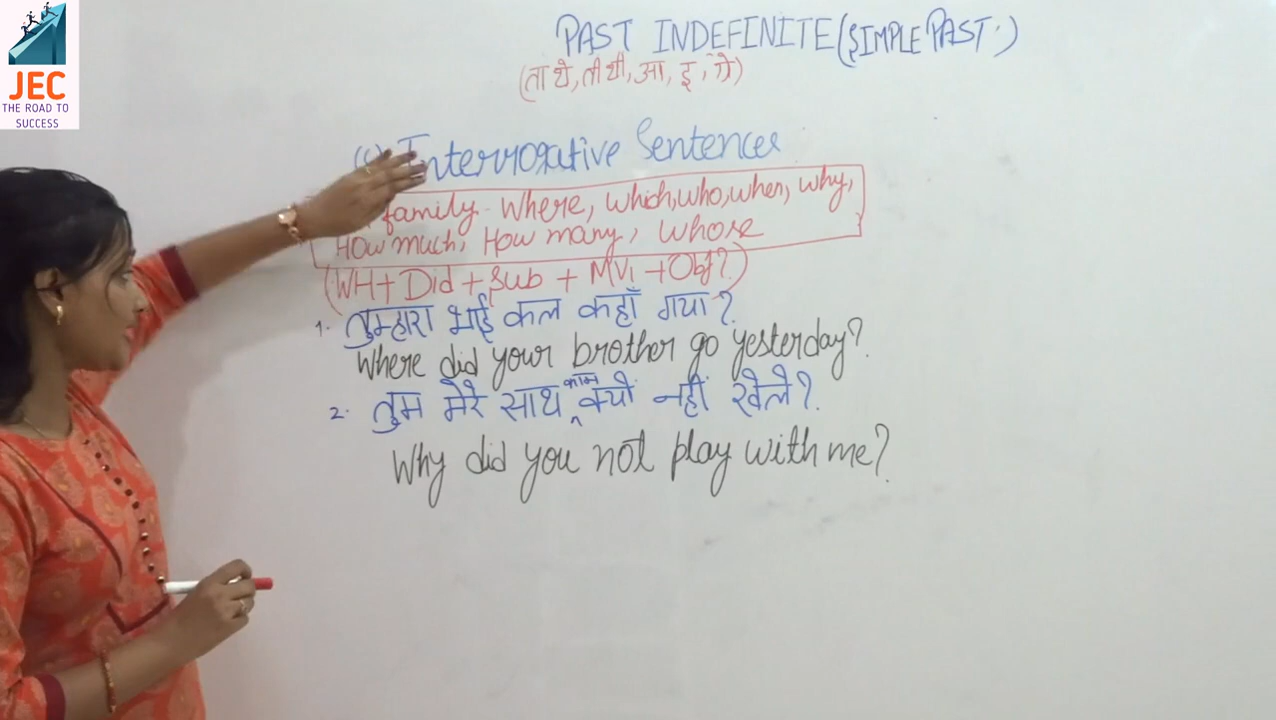 JEC
THE ROAD TO
SUCCESS
PAST INDEFINITE (SIMPLE PAST.)
(ता थे, ती थी, आ, इ, गे)
Interrogative Sentences
family - Where, which, who, when, why,
How much, How many, whose
(WH + Did + Sub + MV1 + Obj?)
1. तुम्हारा भाई कल कहाँ गया?
Where did your brother go yesterday?
2. तुम मेरे साथ क्यों नहीं खेले?
Why did you not play with me?